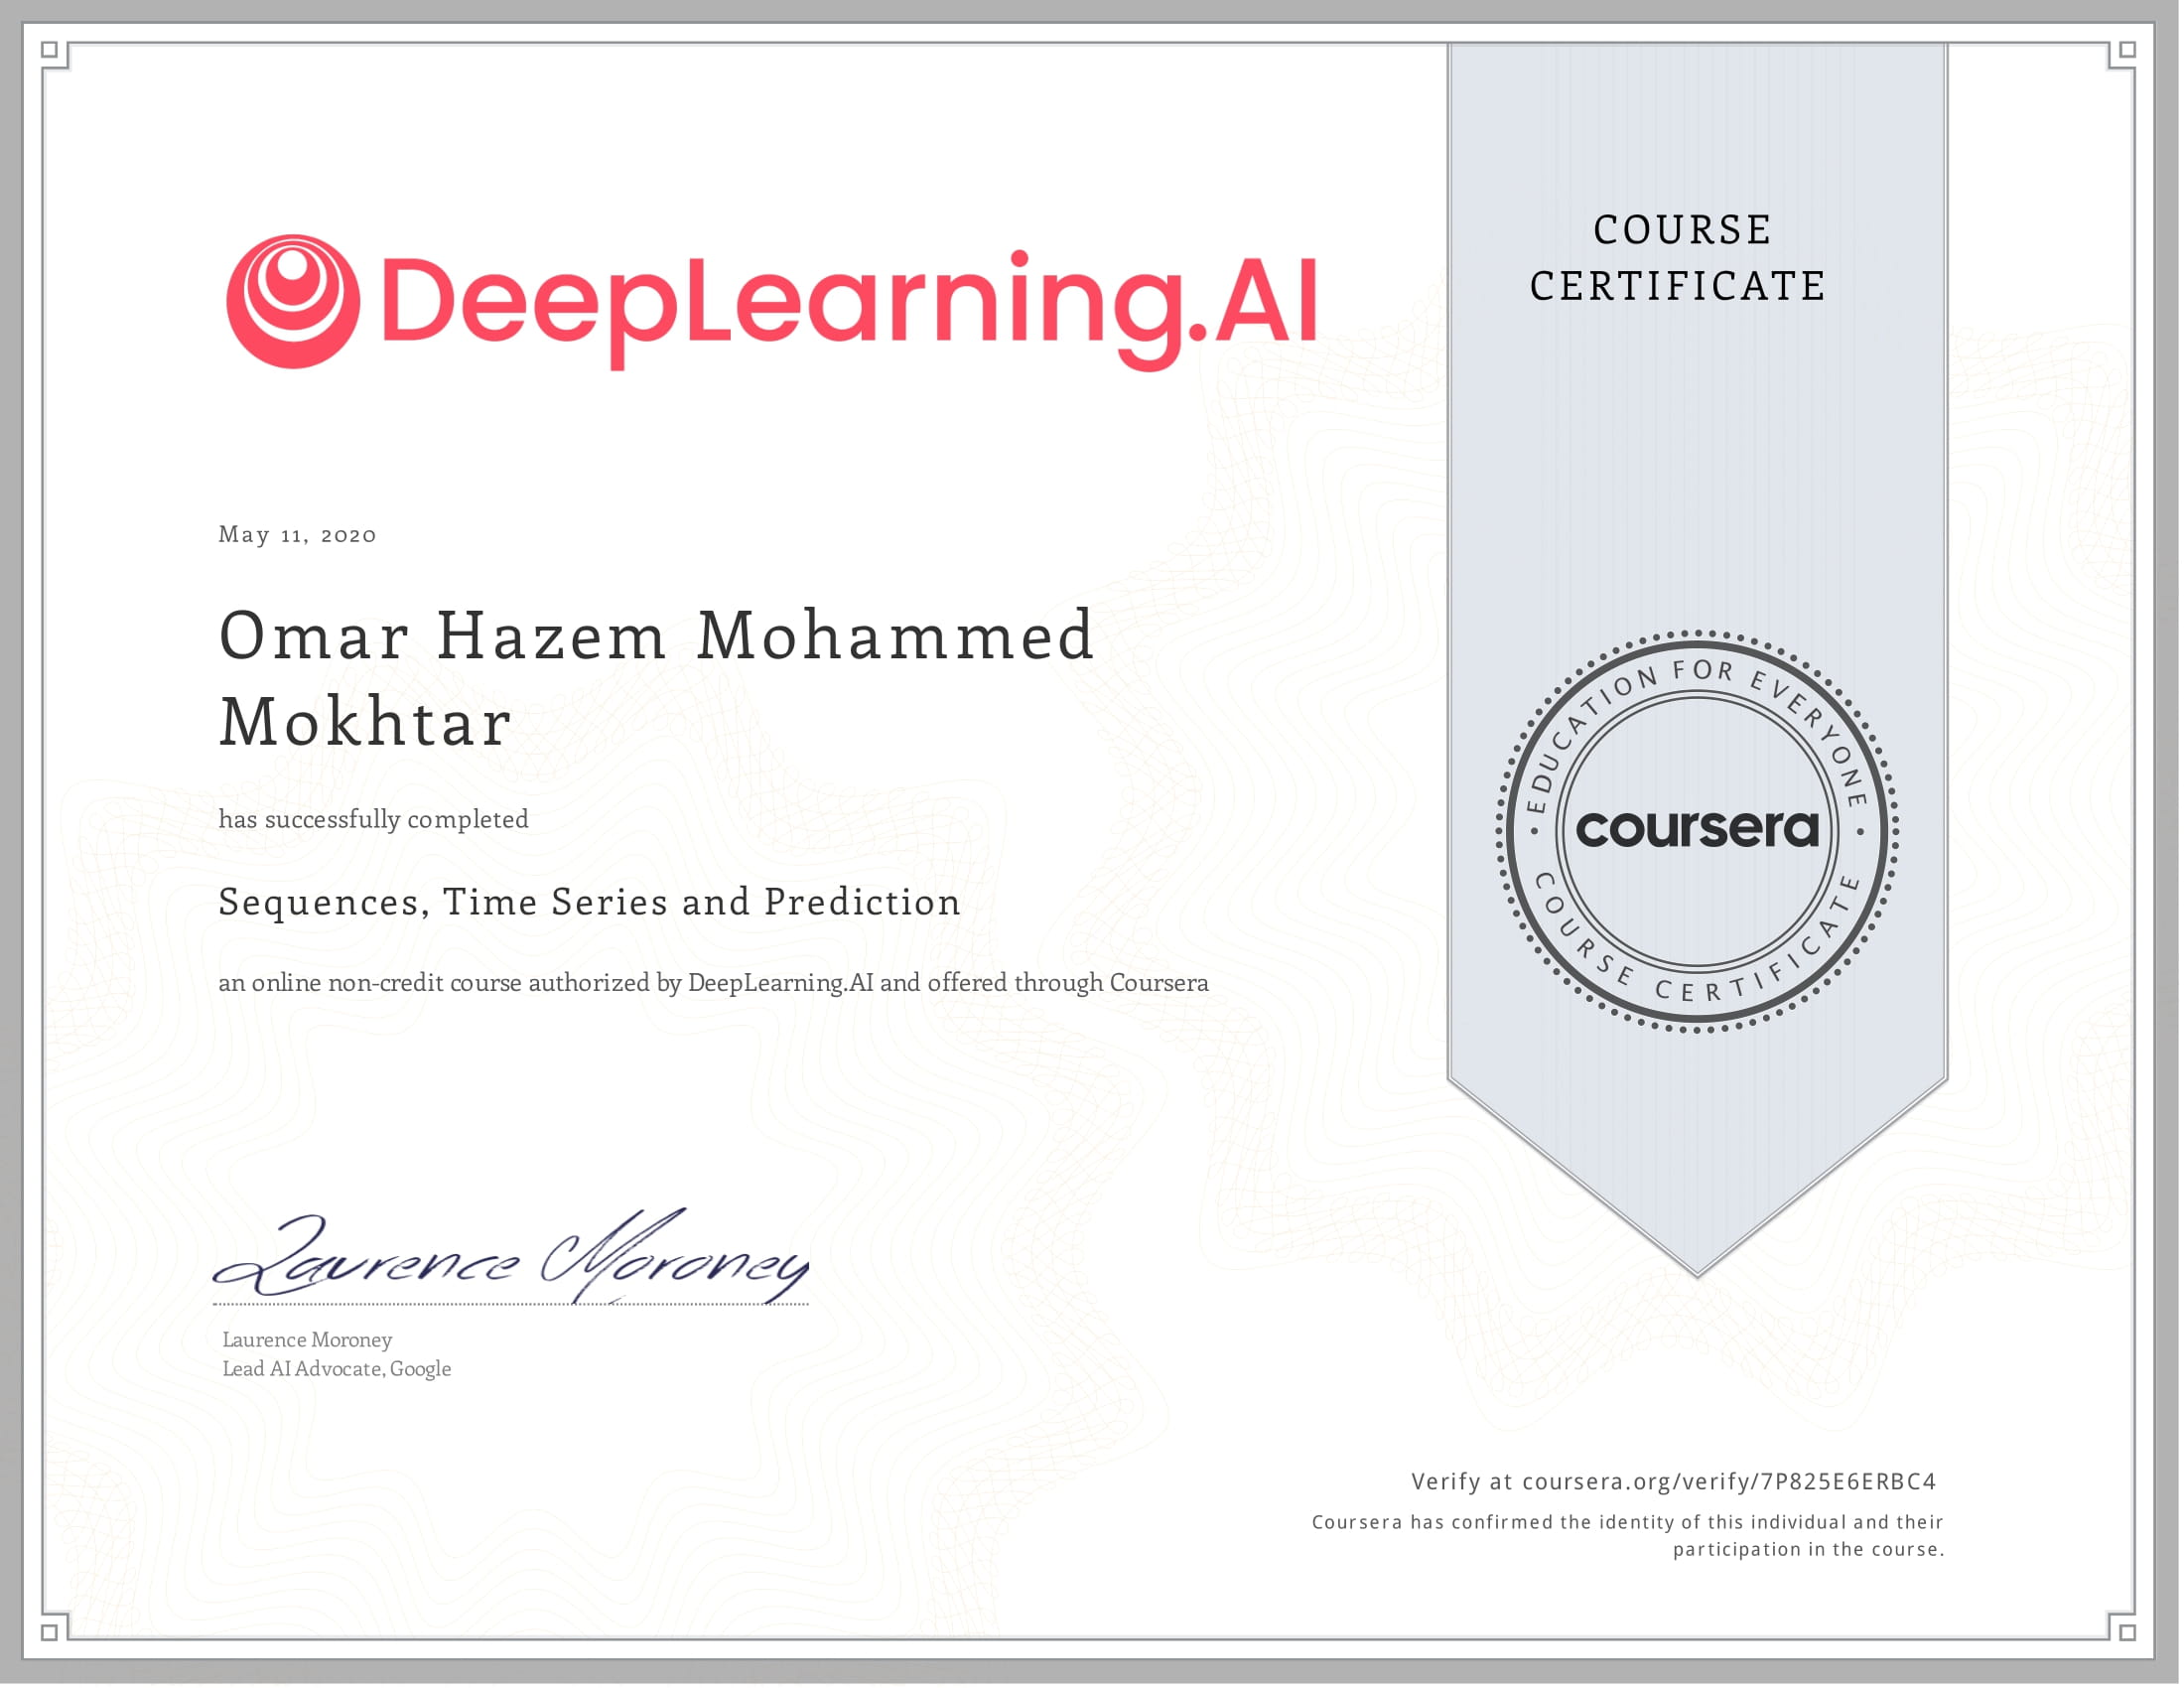 DeepLearning.AI
COURSE
CERTIFICATE
May 11, 2020
Omar Hazem Mohammed
Mokhtar
has successfully completed
Sequences, Time Series and Prediction
an online non-credit course authorized by DeepLearning.AI and offered through Coursera
EDUCATION FOR EVERYONE
coursera
COURSE CERTIFICATE
Laurence Moroney
Laurence Moroney
Lead AI Advocate, Google
Verify at coursera.org/verify/7P825E6ERBC4
Coursera has confirmed the identity of this individual and their
participation in the course.